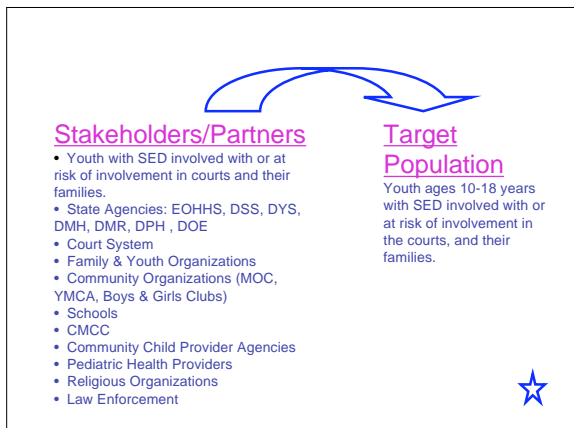 Stakeholders/Partners
• Youth with SED involved with or at
risk of involvement in courts and their
families.
• State Agencies: EOHHS, DSS, DYS,
DMH, DMR, DPH , DOE
• Court System
• Family & Youth Organizations
• Community Organizations (MOC,
YMCA, Boys & Girls Clubs)
• Schools
• CMCC
• Community Child Provider Agencies
• Pediatric Health Providers
• Religious Organizations
• Law Enforcement
Target
Population
Youth ages 10-18 years
with SED involved with or
at risk of involvement in
the courts, and their
families.